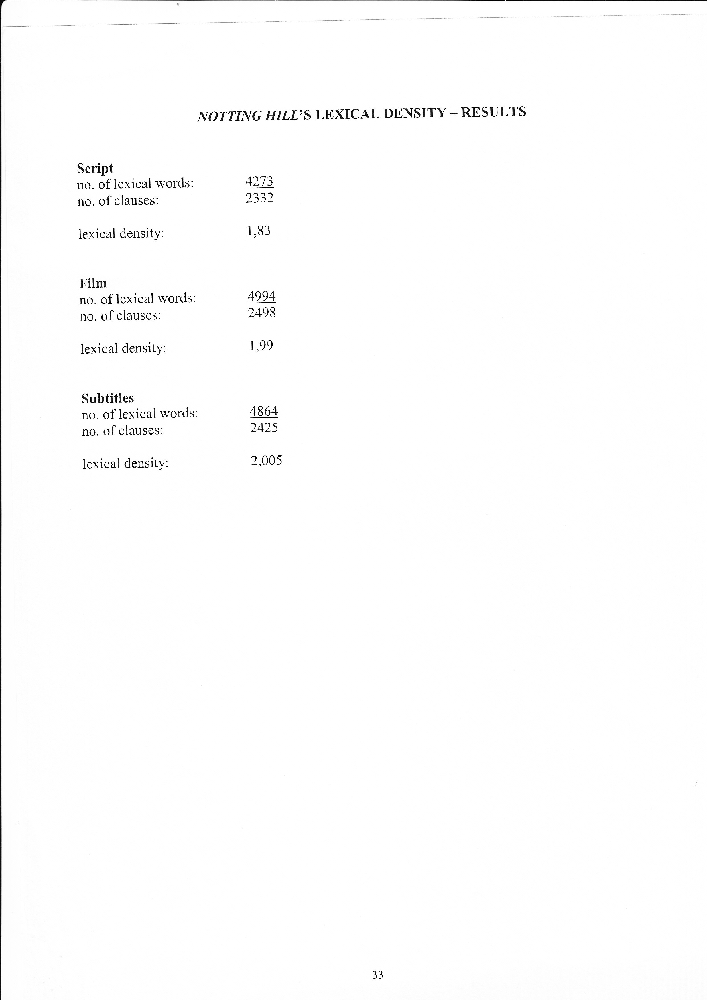 NOTTING HILL'S LEXICAL DENSITY – RESULTS
Script
no. of lexical words: 4273
no. of clauses: 2332
lexical density: 1,83
Film
no. of lexical words: 4994
no. of clauses: 2498
lexical density: 1,99
Subtitles
no. of lexical words: 4864
no. of clauses: 2425
lexical density: 2,005
33